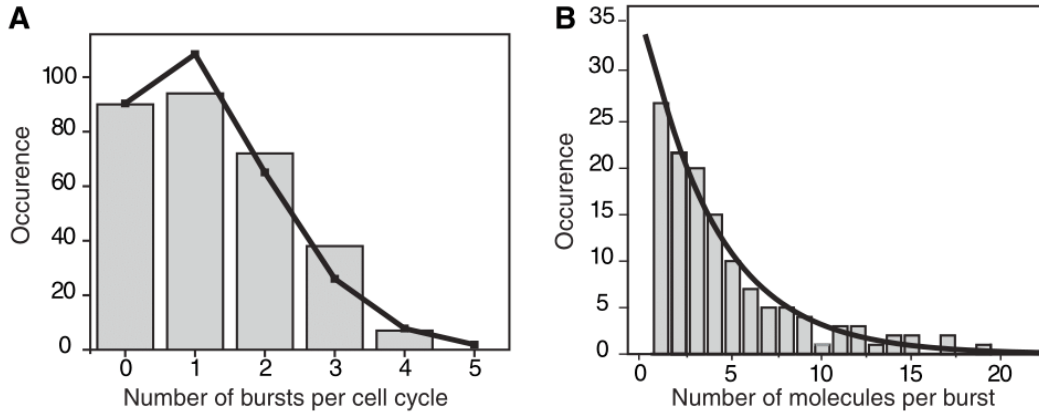 A
Occurence
100
80
60
40
20
0
0 1 2 3 4 5
Number of bursts per cell cycle
B
Occurence
35
30
25
20
15
10
5
0
0 5 10 15 20
Number of molecules per burst